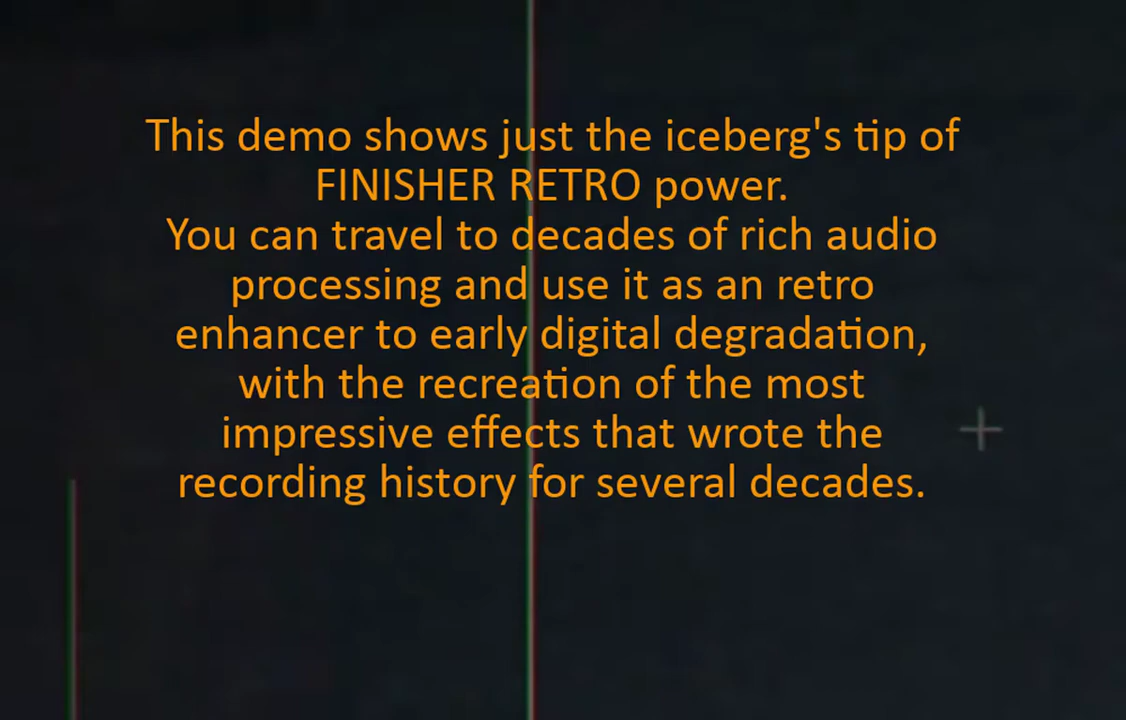 This demo shows just the iceberg's tip of
FINISHER RETRO power.
You can travel to decades of rich audio
processing and use it as an retro
enhancer to early digital degradation,
with the recreation of the most
impressive effects that wrote the
recording history for several decades.